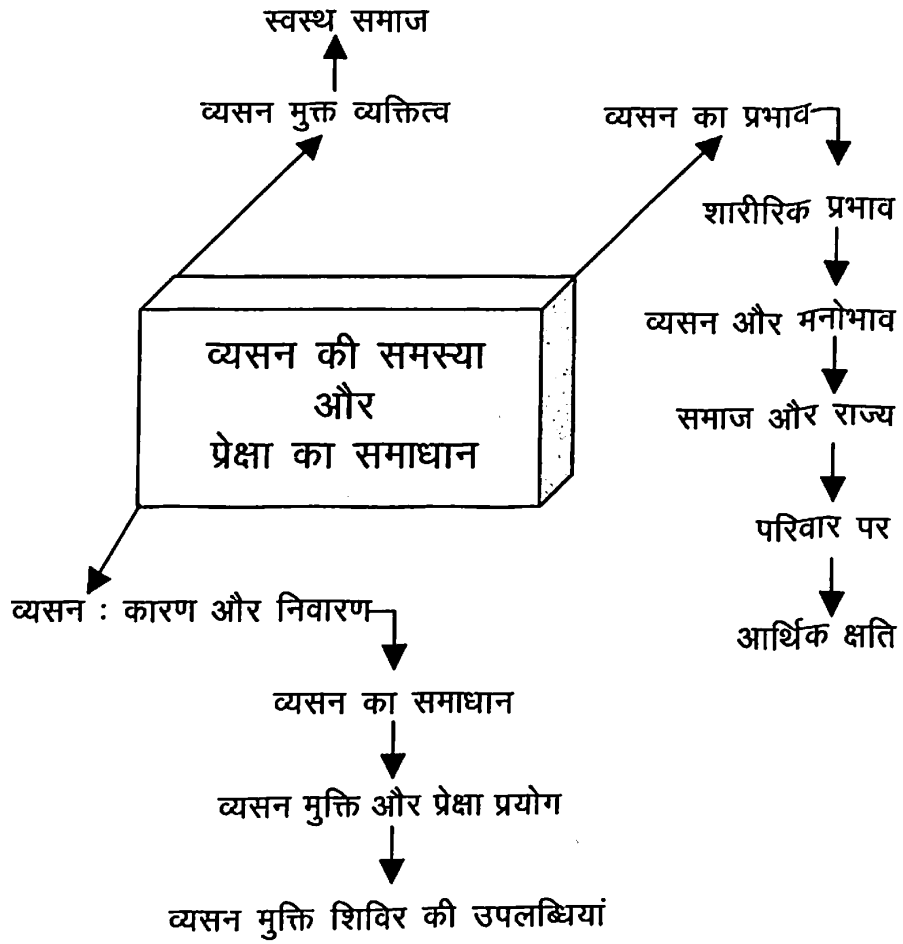 स्वस्थ समाज
व्यसन मुक्त व्यक्तित्व
व्यसन का प्रभाव
शारीरिक प्रभाव
व्यसन और मनोभाव
समाज और राज्य
परिवार पर
आर्थिक क्षति
व्यसन की समस्या
और
प्रेक्षा का समाधान
व्यसन : कारण और निवारण
व्यसन का समाधान
व्यसन मुक्ति और प्रेक्षा प्रयोग
व्यसन मुक्ति शिविर की उपलब्धियां